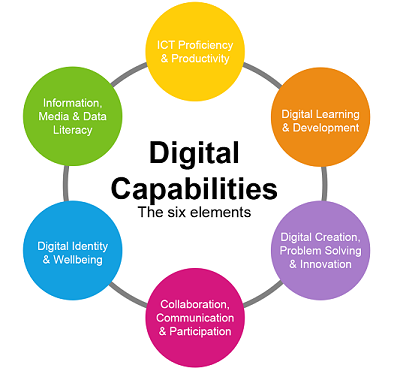 ICT Proficiency
& Productivity
Digital Learning
& Development
Digital Creation,
Problem Solving
& Innovation
Collaboration,
Communication
& Participation
Digital Identity
& Wellbeing
Information,
Media & Data
Literacy
Digital
Capabilities
The six elements